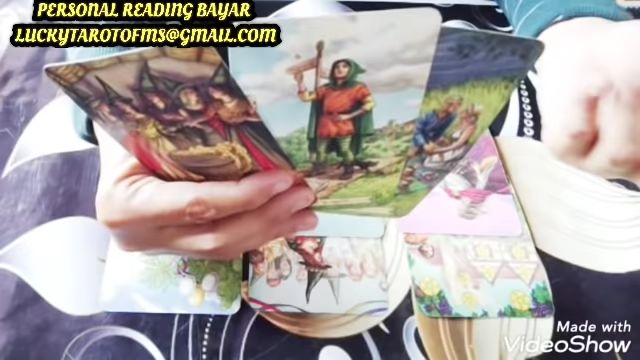 PERSONAL READING BAYAR
LUCKYTAROTOFMS@GMAIL.COM
Made with
VideoShow